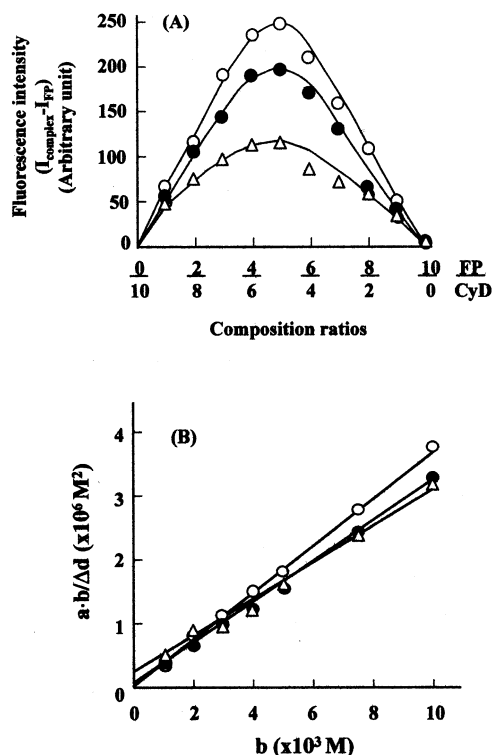 (A)
Fluorescence intensity
(I complex-I FP)
(Arbitrary unit)
250
200
150
100
50
0
0 2 4 6 8 10 FP
10 8 6 4 2 0 CyD
Composition ratios
(B)
a·b/Δd (x10⁶ M²)
4
3
2
1
0
0 2 4 6 8 10
b (x10³ M)